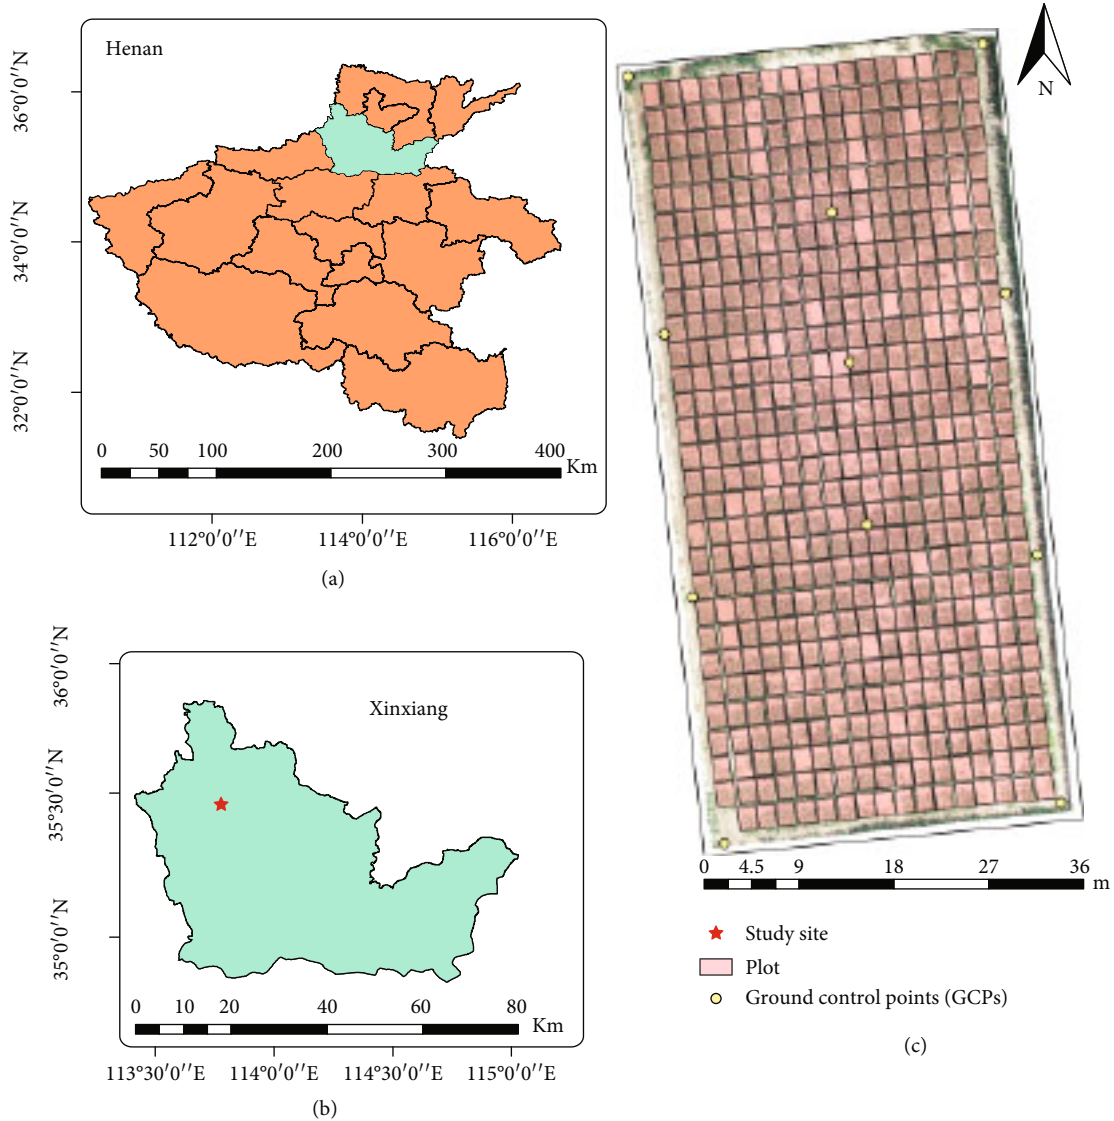 Henan
36°0′0′′N
34°0′0′′N
32°0′0′′N
0 50 100 200 300 400 Km
112°0′0′′E 114°0′0′′E 116°0′0′′E
(a)
Xinxiang
36°0′0′′N
35°30′0′′N
35°0′0′′N
0 10 20 40 60 80 Km
113°30′0′′E 114°0′0′′E 114°30′0′′E 115°0′0′′E
(b)
N
0 4.5 9 18 27 36 m
Study site
Plot
Ground control points (GCPs)
(c)